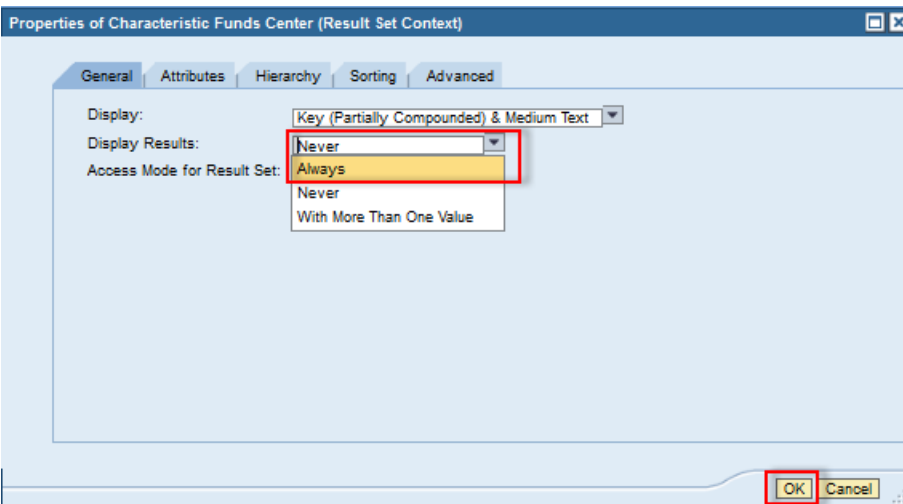 Properties of Characteristic Funds Center (Result Set Context)
General Attributes Hierarchy Sorting Advanced
Display: Key (Partially Compounded) & Medium Text
Display Results: Never
Access Mode for Result Set: Always
Never
With More Than One Value
OK Cancel